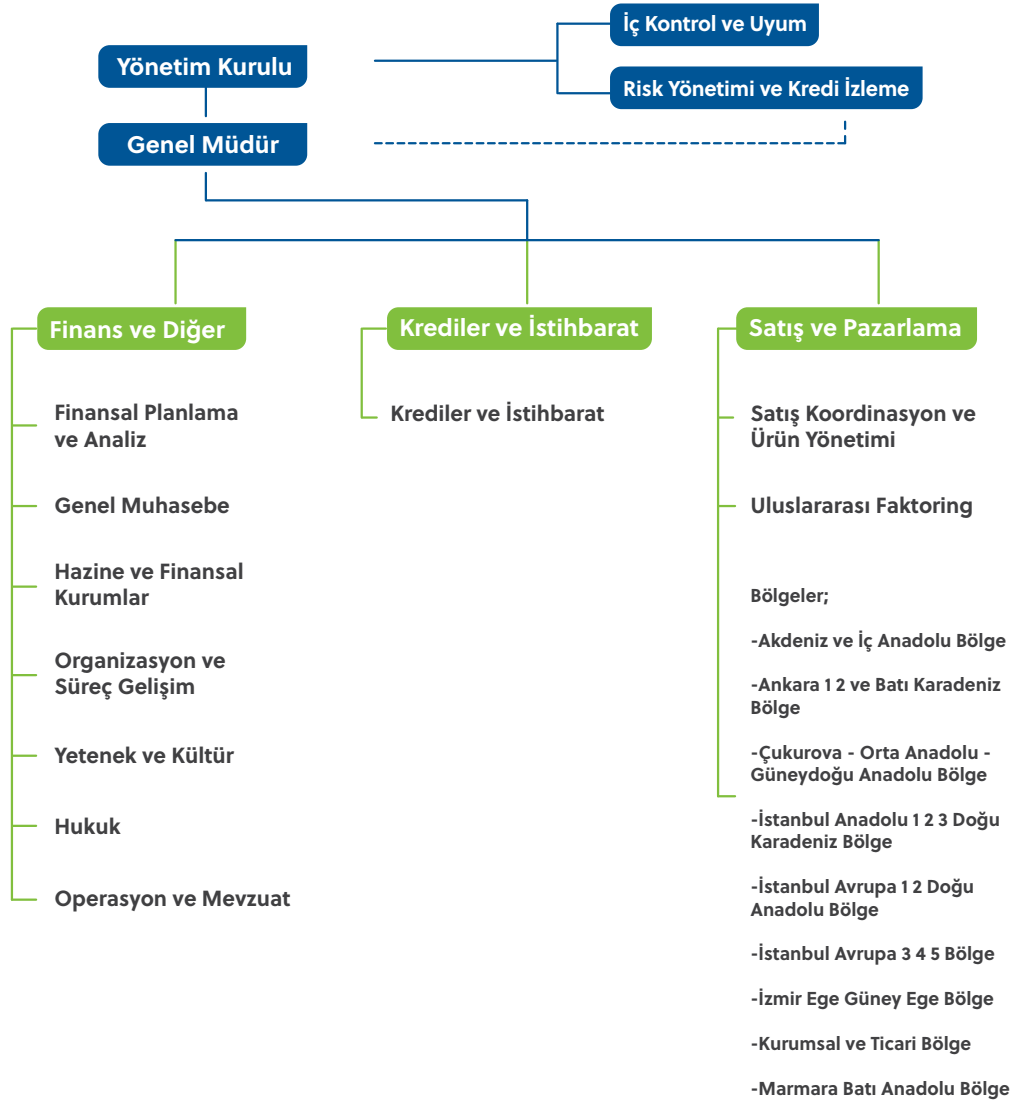 İç Kontrol ve Uyum
Yönetim Kurulu
Risk Yönetimi ve Kredi İzleme
Genel Müdür
Finans ve Diğer
Finansal Planlama
ve Analiz
Genel Muhasebe
Hazine ve Finansal
Kurumlar
Organizasyon ve
Süreç Gelişim
Yetenek ve Kültür
Hukuk
Operasyon ve Mevzuat
Krediler ve İstihbarat
Krediler ve İstihbarat
Satış ve Pazarlama
Satış Koordinasyon ve
Ürün Yönetimi
Uluslararası Faktoring
Bölgeler;
-Akdeniz ve İç Anadolu Bölge
-Ankara 1 2 ve Batı Karadeniz
Bölge
-Çukurova - Orta Anadolu -
Güneydoğu Anadolu Bölge
-İstanbul Anadolu 1 2 3 Doğu
Karadeniz Bölge
-İstanbul Avrupa 1 2 Doğu
Anadolu Bölge
-İstanbul Avrupa 3 4 5 Bölge
-İzmir Ege Güney Ege Bölge
-Kurumsal ve Ticari Bölge
-Marmara Batı Anadolu Bölge